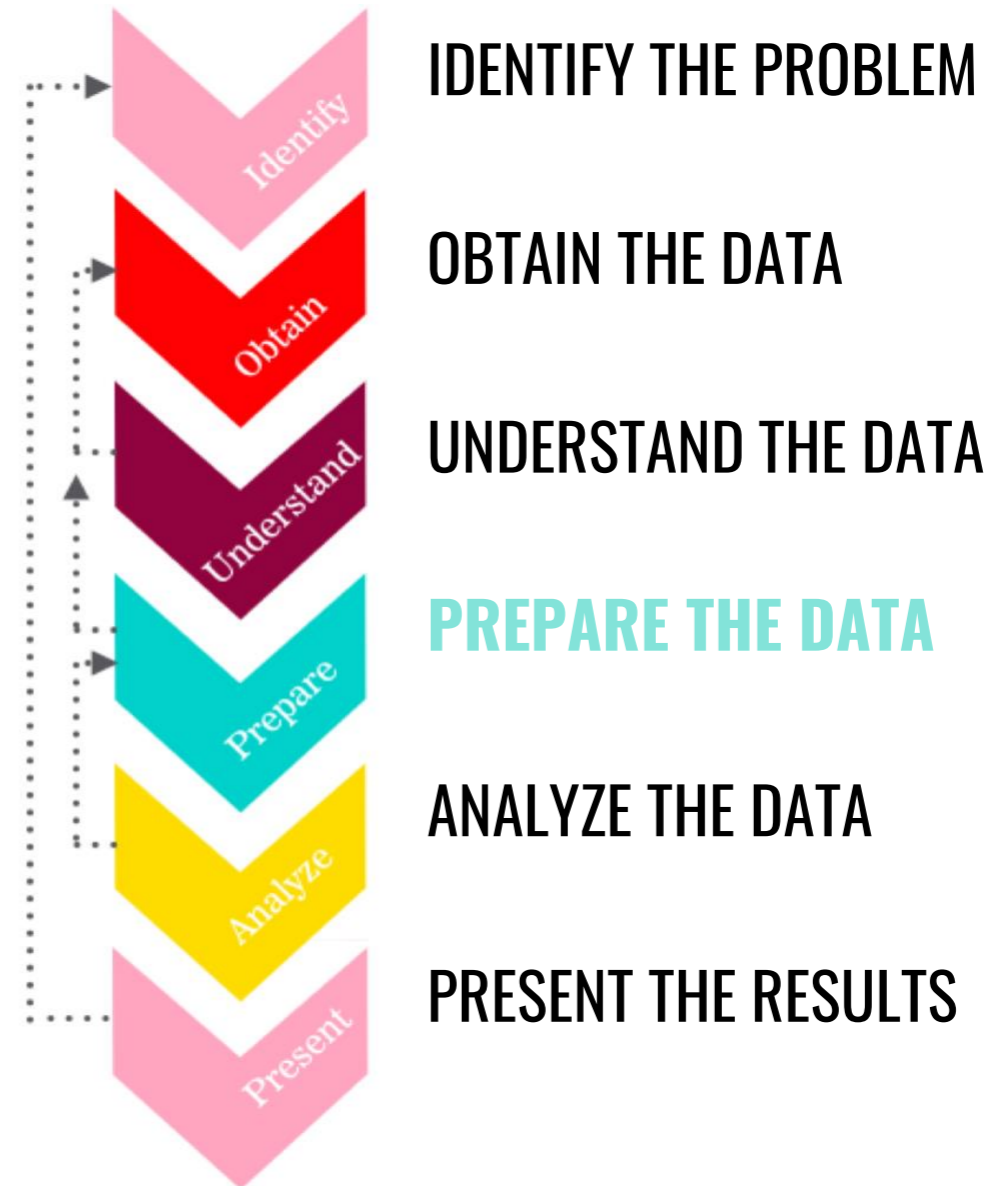 Identify
IDENTIFY THE PROBLEM
Obtain
OBTAIN THE DATA
Understand
UNDERSTAND THE DATA
Prepare
PREPARE THE DATA
Analyze
ANALYZE THE DATA
Present
PRESENT THE RESULTS